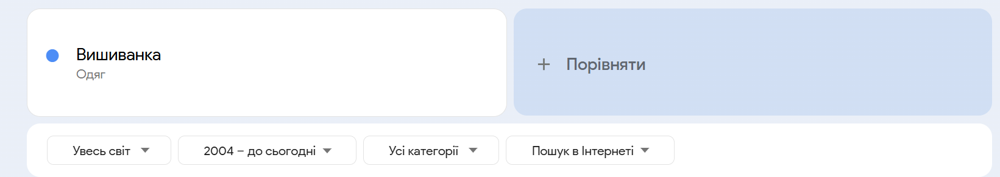 Вишиванка
Одяг
+ Порівняти
Увесь світ
2004 – до сьогодні
Усі категорії
Пошук в Інтернеті